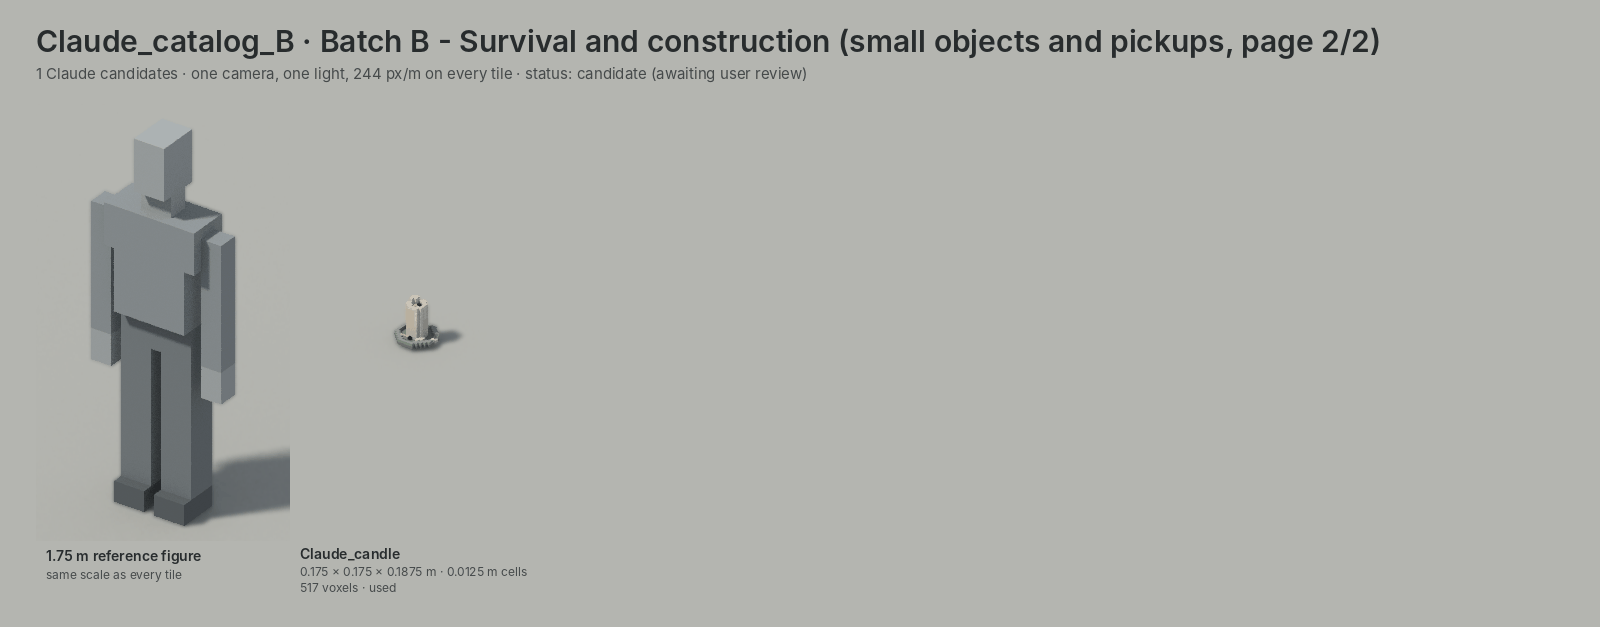 Claude_catalog_B · Batch B - Survival and construction (small objects and pickups, page 2/2)
1 Claude candidates · one camera, one light, 244 px/m on every tile · status: candidate (awaiting user review)
1.75 m reference figure
same scale as every tile
Claude_candle
0.175 × 0.175 × 0.1875 m · 0.0125 m cells
517 voxels · used